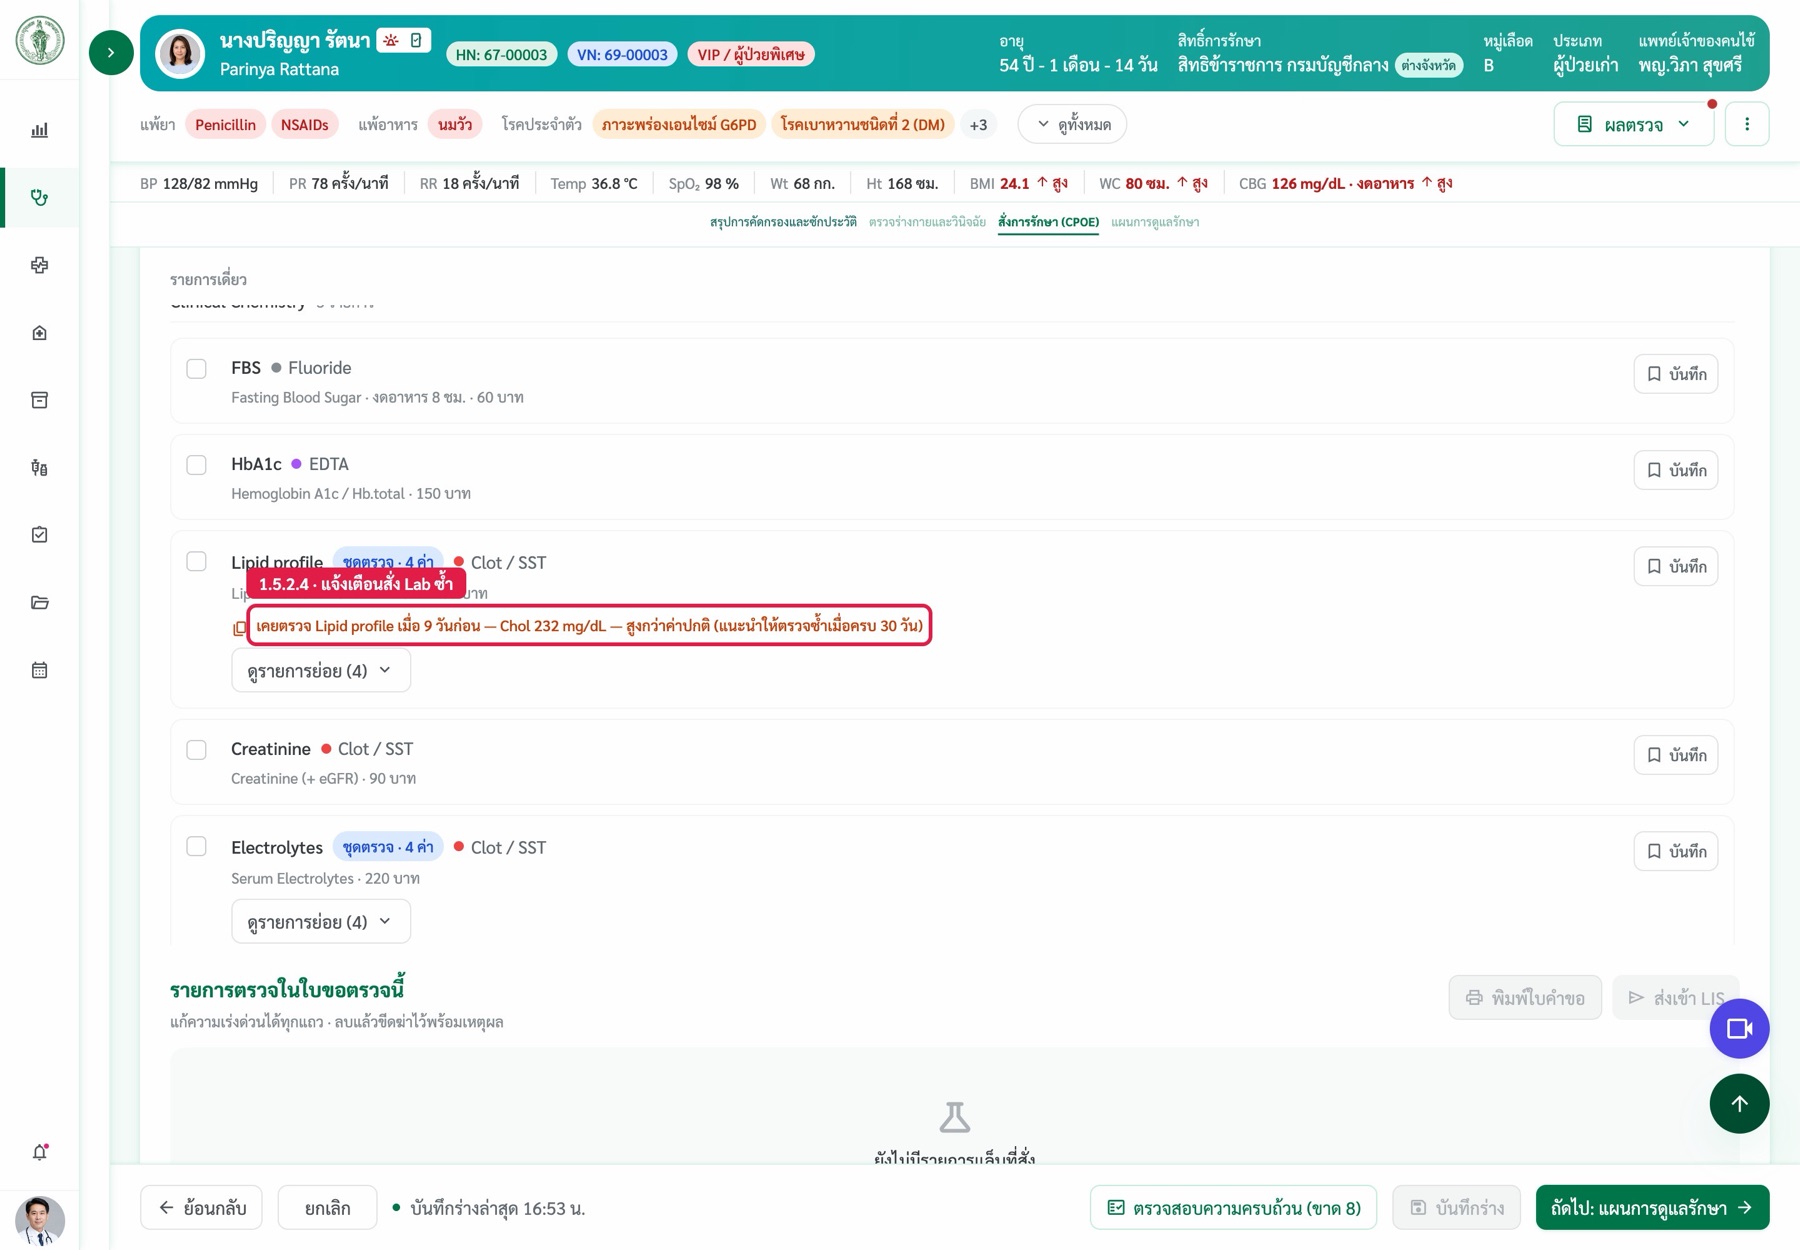 นางปริญญา รัตนา
Parinya Rattana
HN: 67-00003
VN: 69-00003
VIP / ผู้ป่วยพิเศษ
อายุ
54 ปี - 1 เดือน - 14 วัน
สิทธิ์การรักษา
สิทธิข้าราชการ กรมบัญชีกลาง ต่างจังหวัด
หมู่เลือด
B
ประเภท
ผู้ป่วยเก่า
แพทย์เจ้าของคนไข้
พญ.วิภา สุขศรี
แพ้ยา Penicillin NSAIDs แพ้อาหาร นมวัว โรคประจำตัว ภาวะพร่องเอนไซม์ G6PD โรคเบาหวานชนิดที่ 2 (DM) +3 ดูทั้งหมด
ผลตรวจ
BP 128/82 mmHg PR 78 ครั้ง/นาที RR 18 ครั้ง/นาที Temp 36.8 °C SpO₂ 98 % Wt 68 กก. Ht 168 ซม. BMI 24.1 ↑ สูง WC 80 ซม. ↑ สูง CBG 126 mg/dL · งดอาหาร ↑ สูง
สรุปการคัดกรองและซักประวัติ ตรวจร่างกายและวินิจฉัย สั่งการรักษา (CPOE) แผนการดูแลรักษา
รายการเดี่ยว
Clinical Chemistry
FBS Fluoride
Fasting Blood Sugar · งดอาหาร 8 ชม. · 60 บาท
บันทึก
HbA1c EDTA
Hemoglobin A1c / Hb.total · 150 บาท
บันทึก
Lipid profile ชุดตรวจ · 4 ค่า Clot / SST
บันทึก
1.5.2.4 · แจ้งเตือนสั่ง Lab ซ้ำ
Lip บาท
เคยตรวจ Lipid profile เมื่อ 9 วันก่อน — Chol 232 mg/dL — สูงกว่าค่าปกติ (แนะนำให้ตรวจซ้ำเมื่อครบ 30 วัน)
ดูรายการย่อย (4)
Creatinine Clot / SST
Creatinine (+ eGFR) · 90 บาท
บันทึก
Electrolytes ชุดตรวจ · 4 ค่า Clot / SST
Serum Electrolytes · 220 บาท
บันทึก
ดูรายการย่อย (4)
รายการตรวจในใบขอตรวจนี้
แก้ความเร่งด่วนได้ทุกแถว · ลบแล้วขีดฆ่าไว้พร้อมเหตุผล
พิมพ์ใบคำขอ
ส่งเข้า LIS
ยังไม่มีรายการแล็บที่สั่ง
ย้อนกลับ
ยกเลิก
บันทึกร่างล่าสุด 16:53 น.
ตรวจสอบความครบถ้วน (ขาด 8)
บันทึกร่าง
ถัดไป: แผนการดูแลรักษา